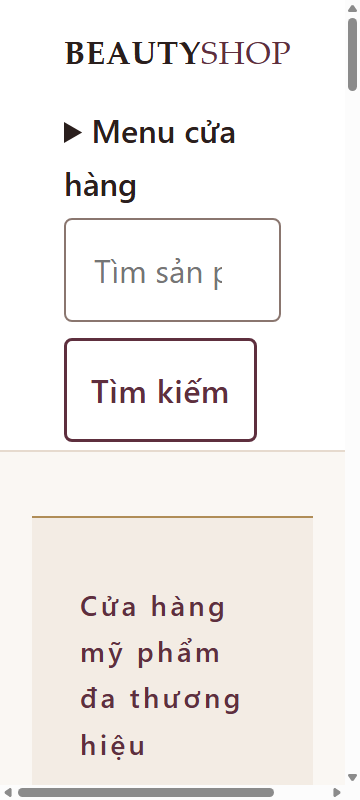 BEAUTYSHOP
Menu cửa
hàng
Tìm sản p
Tìm kiếm
Cửa hàng
mỹ phẩm
đa thương
hiệu